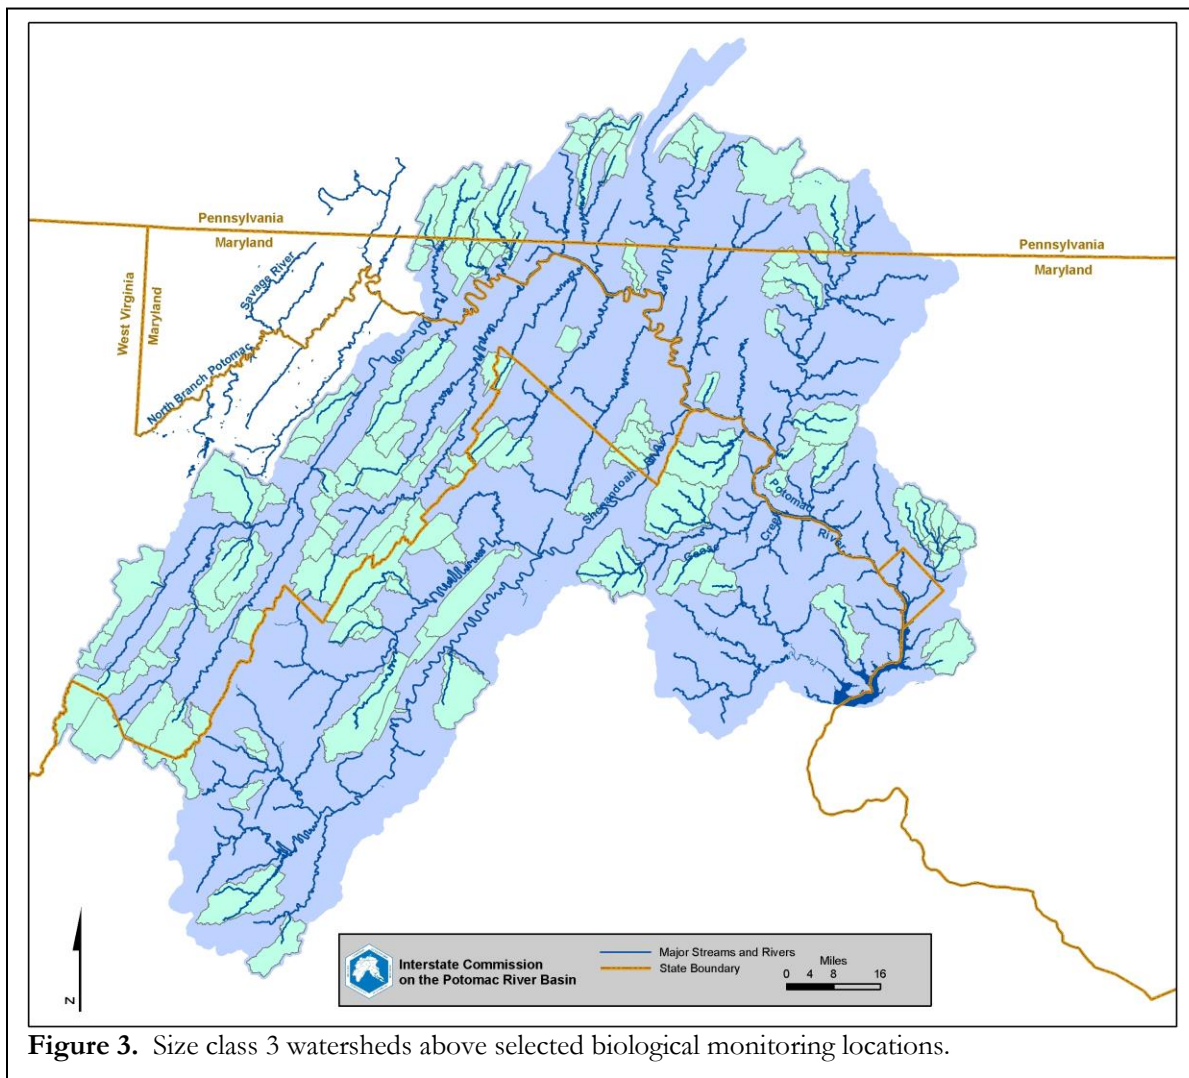 Pennsylvania
Maryland
Pennsylvania
Maryland
West Virginia
Maryland
Savage River
North Branch Potomac
Shenandoah
Potomac
River
Goose
Creek
Interstate Commission
on the Potomac River Basin
Major Streams and Rivers
State Boundary
Miles
0 4 8 16
N
Figure 3. Size class 3 watersheds above selected biological monitoring locations.